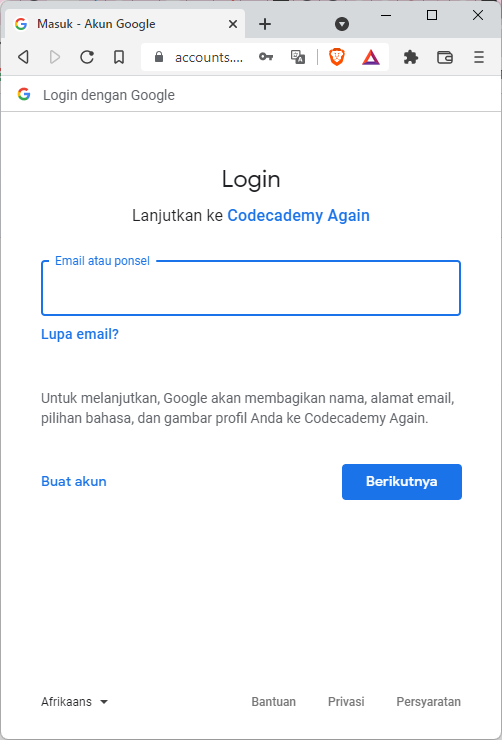 Masuk - Akun Google
accounts....
Login dengan Google
Login
Lanjutkan ke Codecademy Again
Email atau ponsel
Lupa email?
Untuk melanjutkan, Google akan membagikan nama, alamat email,
pilihan bahasa, dan gambar profil Anda ke Codecademy Again.
Buat akun
Berikutnya
Afrikaans Bantuan Privasi Persyaratan